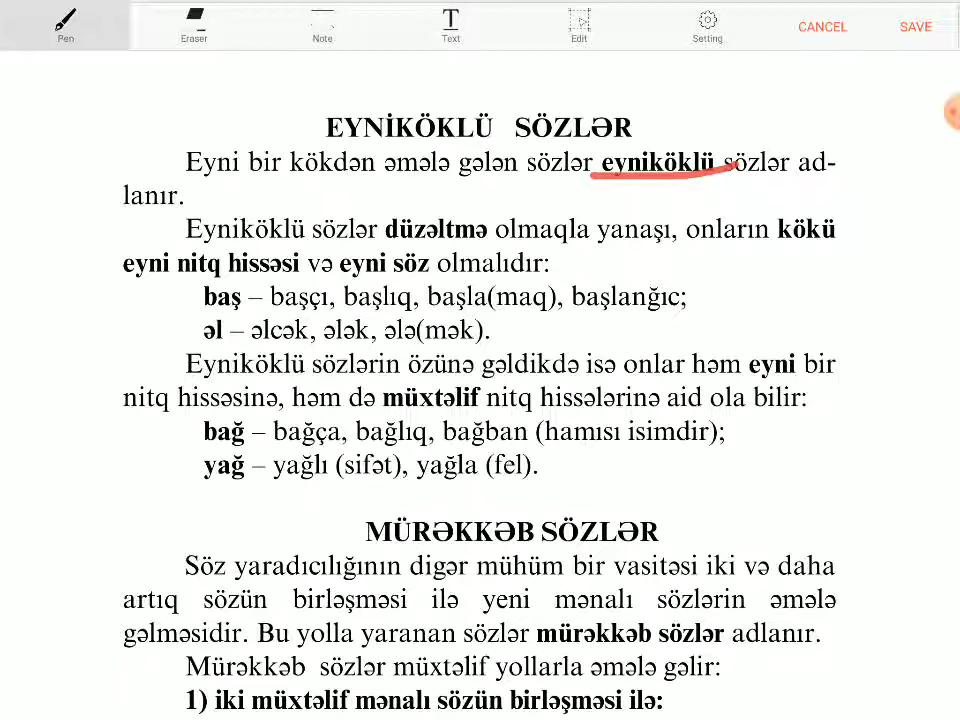 Pen Eraser Note Text Edit Setting CANCEL SAVE
EYNİKÖKLÜ SÖZLƏR
Eyni bir kökdən əmələ gələn sözlər eyniköklü sözlər ad-
lanır.
Eyniköklü sözlər düzəltmə olmaqla yanaşı, onların kökü
eyni nitq hissəsi və eyni söz olmalıdır:
baş – başçı, başlıq, başla(maq), başlanğıc;
əl – əlcək, ələk, ələ(mək).
Eyniköklü sözlərin özünə gəldikdə isə onlar həm eyni bir
nitq hissəsinə, həm də müxtəlif nitq hissələrinə aid ola bilir:
bağ – bağça, bağlıq, bağban (hamısı isimdir);
yağ – yağlı (sifət), yağla (fel).
MÜRƏKKƏB SÖZLƏR
Söz yaradıcılığının digər mühüm bir vasitəsi iki və daha
artıq sözün birləşməsi ilə yeni mənalı sözlərin əmələ
gəlməsidir. Bu yolla yaranan sözlər mürəkkəb sözlər adlanır.
Mürəkkəb sözlər müxtəlif yollarla əmələ gəlir:
1) iki müxtəlif mənalı sözün birləşməsi ilə: